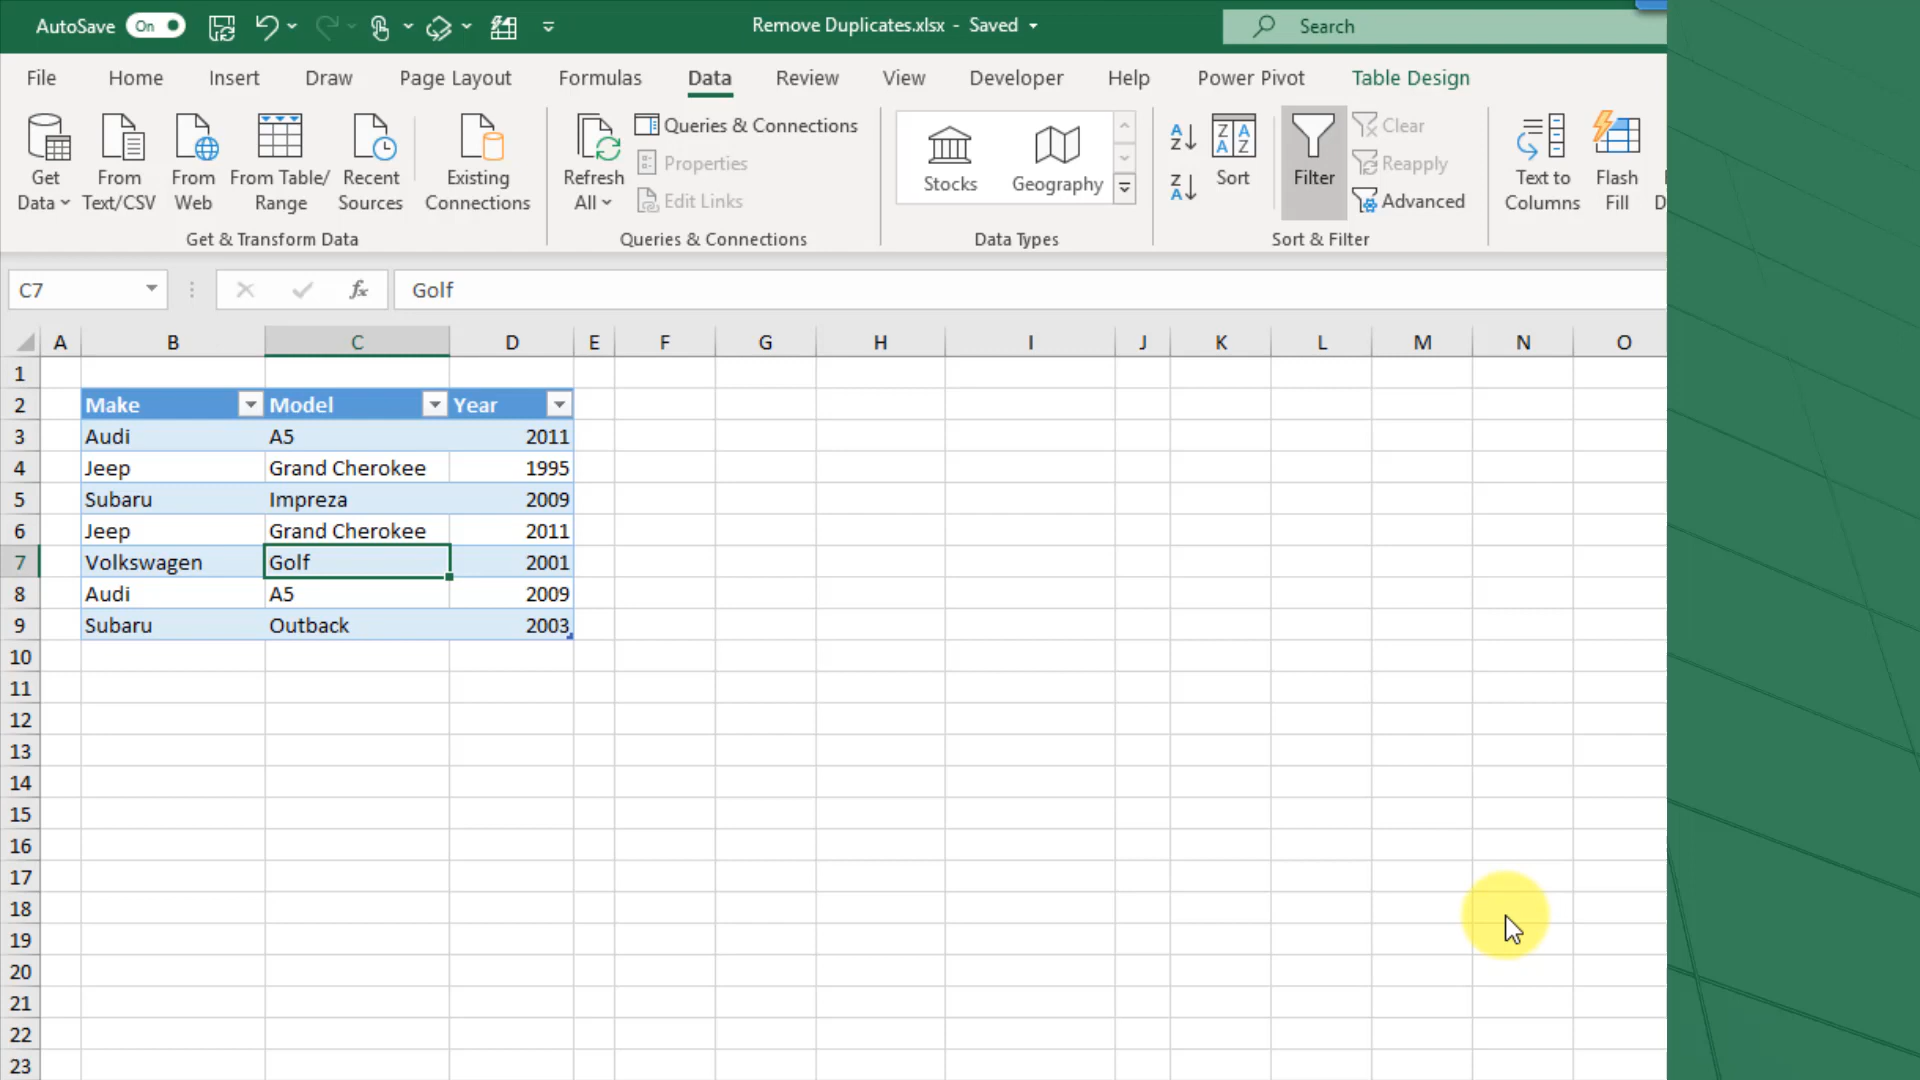 AutoSave On Remove Duplicates.xlsx - Saved Search
File Home Insert Draw Page Layout Formulas Data Review View Developer Help Power Pivot Table Design
Get Data
From Text/CSV
From Web
From Table/ Range
Recent Sources
Existing Connections
Get & Transform Data
Refresh All
Queries & Connections
Properties
Edit Links
Queries & Connections
Stocks
Geography
Data Types
Sort
Filter
Clear
Reapply
Advanced
Sort & Filter
Text to Columns
Flash Fill
C7 fx Golf
A B C D E F G H I J K L M N O
1
2 Make Model Year
3 Audi A5 2011
4 Jeep Grand Cherokee 1995
5 Subaru Impreza 2009
6 Jeep Grand Cherokee 2011
7 Volkswagen Golf 2001
8 Audi A5 2009
9 Subaru Outback 2003
10
11
12
13
14
15
16
17
18
19
20
21
22
23